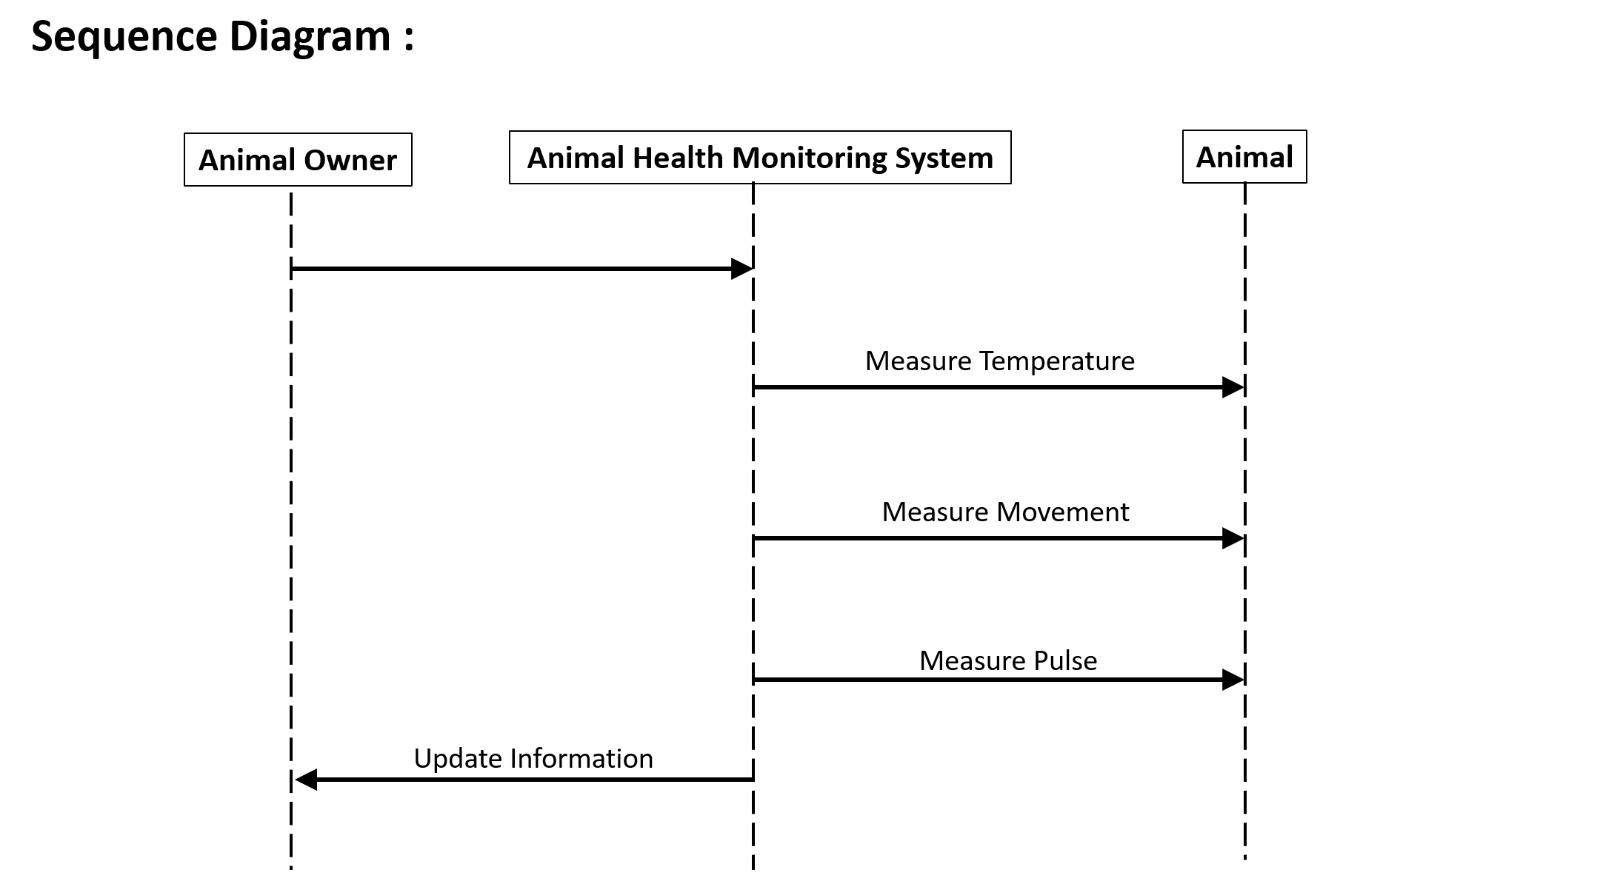 Sequence Diagram :
Animal Owner
Animal Health Monitoring System
Animal
Measure Temperature
Measure Movement
Measure Pulse
Update Information